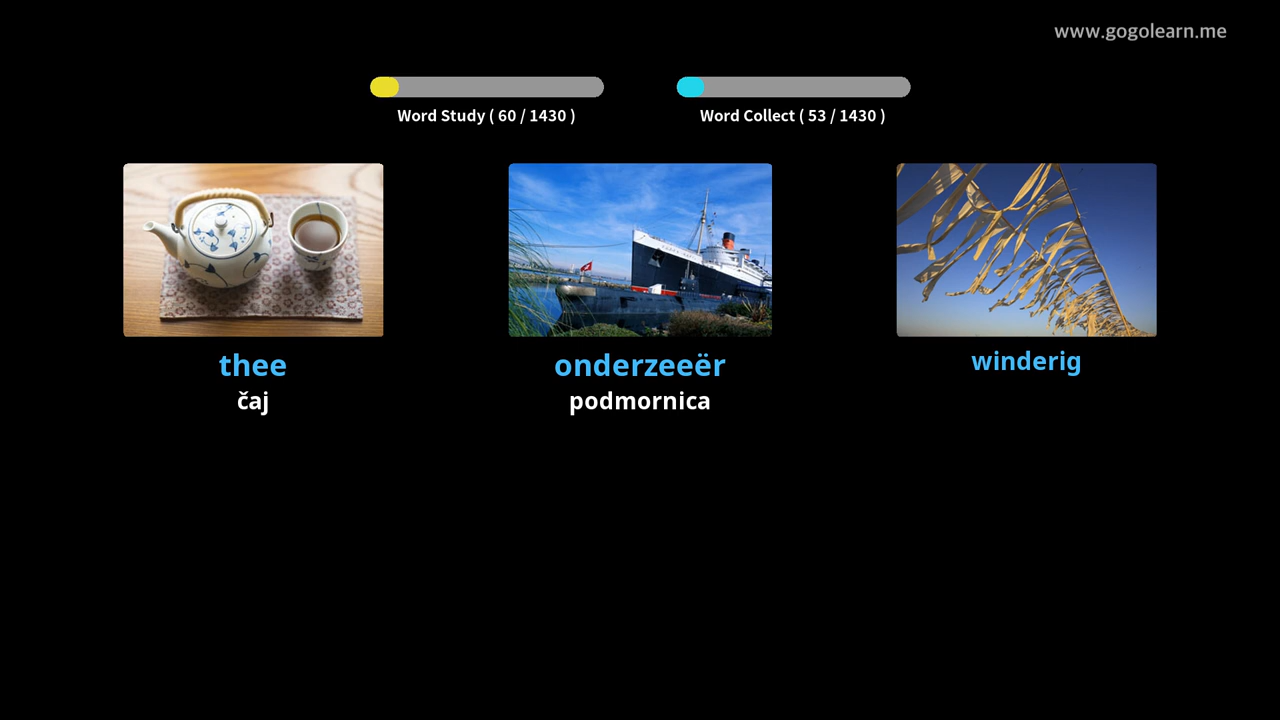 www.gogolearn.me
Word Study ( 60 / 1430 )
Word Collect ( 53 / 1430 )
thee
čaj
onderzeeër
podmornica
winderig